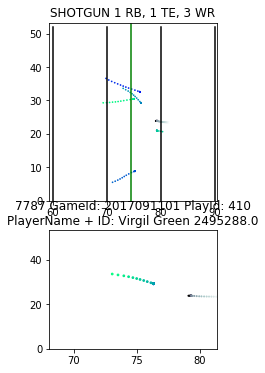 SHOTGUN 1 RB, 1 TE, 3 WR
50
40
30
20
10
0
60 70 80 90
7787 GameId: 2017091101 PlayId: 410
PlayerName + ID: Virgil Green 2495288.0
40
20
0
70 75 80